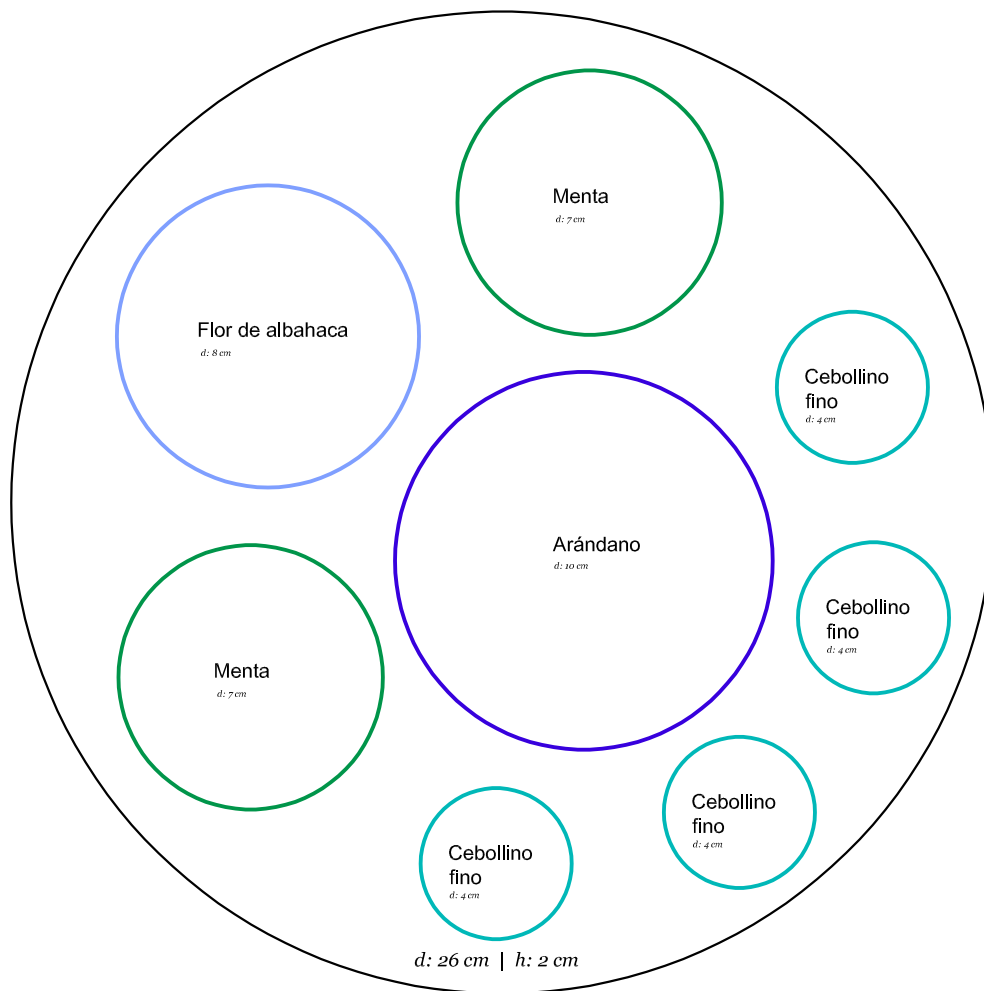 Menta
d: 7 cm
Flor de albahaca
d: 8 cm
Cebollino
fino
d: 4 cm
Arándano
d: 10 cm
Cebollino
fino
d: 4 cm
Menta
d: 7 cm
Cebollino
fino
d: 4 cm
Cebollino
fino
d: 4 cm
d: 26 cm | h: 2 cm